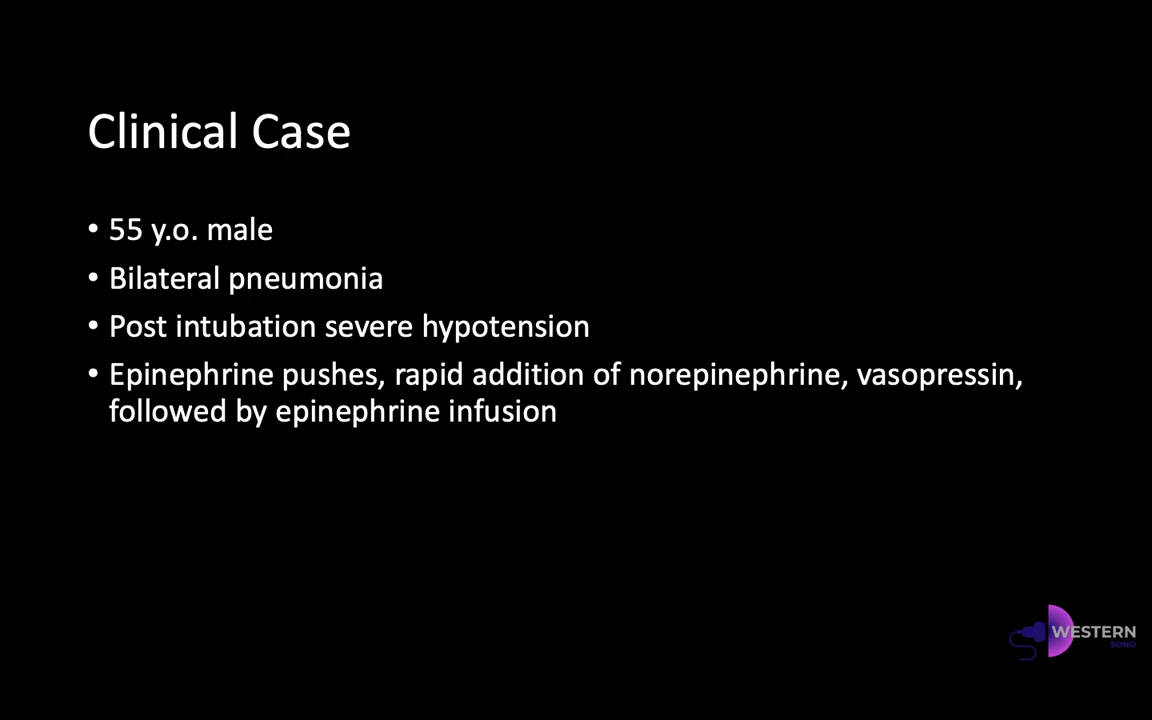 Clinical Case
• 55 y.o. male
• Bilateral pneumonia
• Post intubation severe hypotension
• Epinephrine pushes, rapid addition of norepinephrine, vasopressin,
followed by epinephrine infusion
WESTERN
SONO